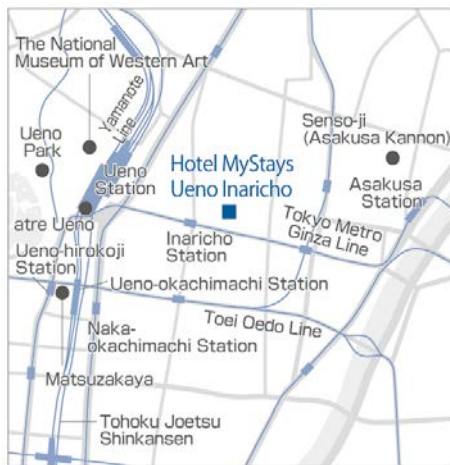 The National
Museum of Western Art
Yamanote
Line
Ueno
Park
Ueno
Station
Hotel MyStays
Ueno Inaricho
Senso-ji
(Asakusa Kannon)
Asakusa
Station
atre Ueno
Inaricho
Station
Tokyo Metro
Ginza Line
Ueno-hirokoji
Station
Ueno-okachimachi Station
Toei Oedo Line
Naka-
okachimachi Station
Matsuzakaya
Tohoku Joetsu
Shinkansen